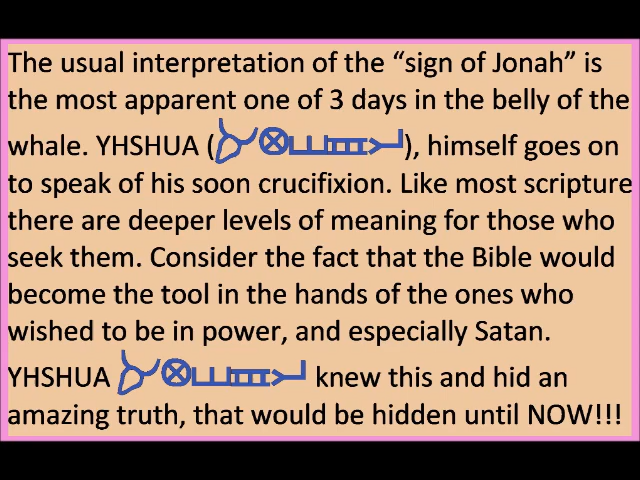 The usual interpretation of the “sign of Jonah” is
the most apparent one of 3 days in the belly of the
whale. YHSHUA (), himself goes on
to speak of his soon crucifixion. Like most scripture
there are deeper levels of meaning for those who
seek them. Consider the fact that the Bible would
become the tool in the hands of the ones who
wished to be in power, and especially Satan.
YHSHUA knew this and hid an
amazing truth, that would be hidden until NOW!!!